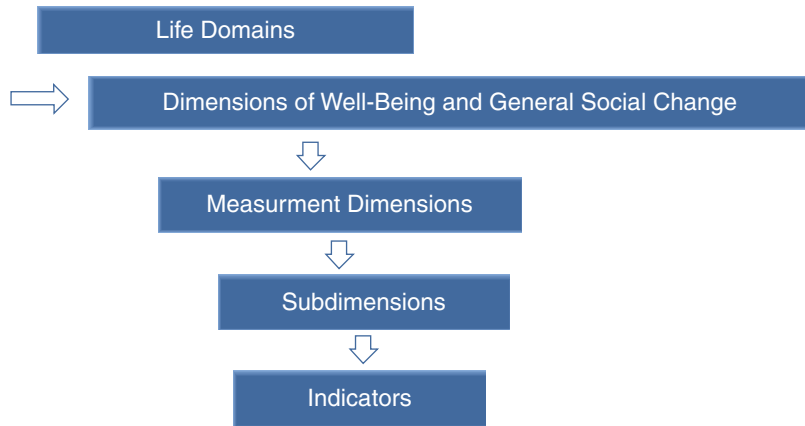 Life Domains
Dimensions of Well-Being and General Social Change
Measurment Dimensions
Subdimensions
Indicators